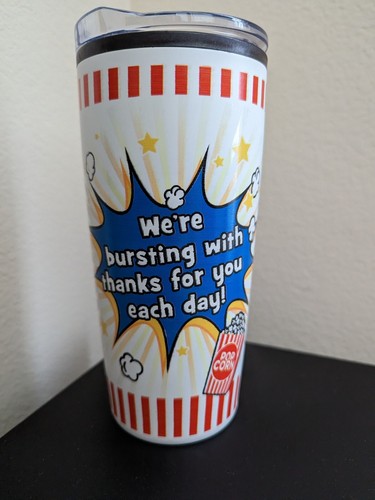 We're
bursting with
thanks for you
each day!
POP
CORN